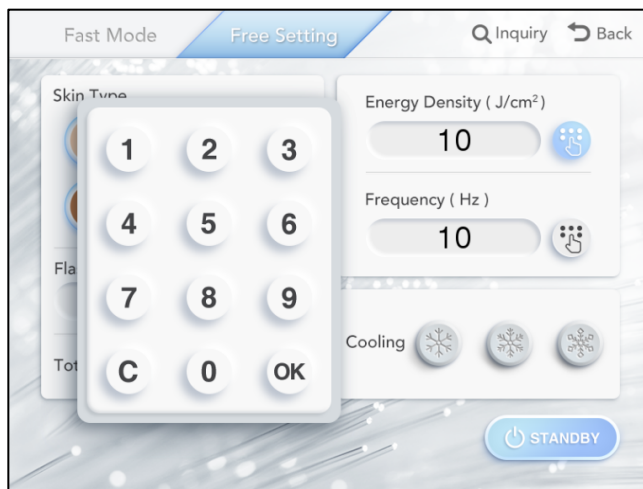 Fast Mode
Free Setting
Inquiry
Back
Skin Type
1 2 3
4 5 6
7 8 9
C 0 OK
Energy Density ( J/cm²)
10
Frequency ( Hz )
10
Cooling
STANDBY